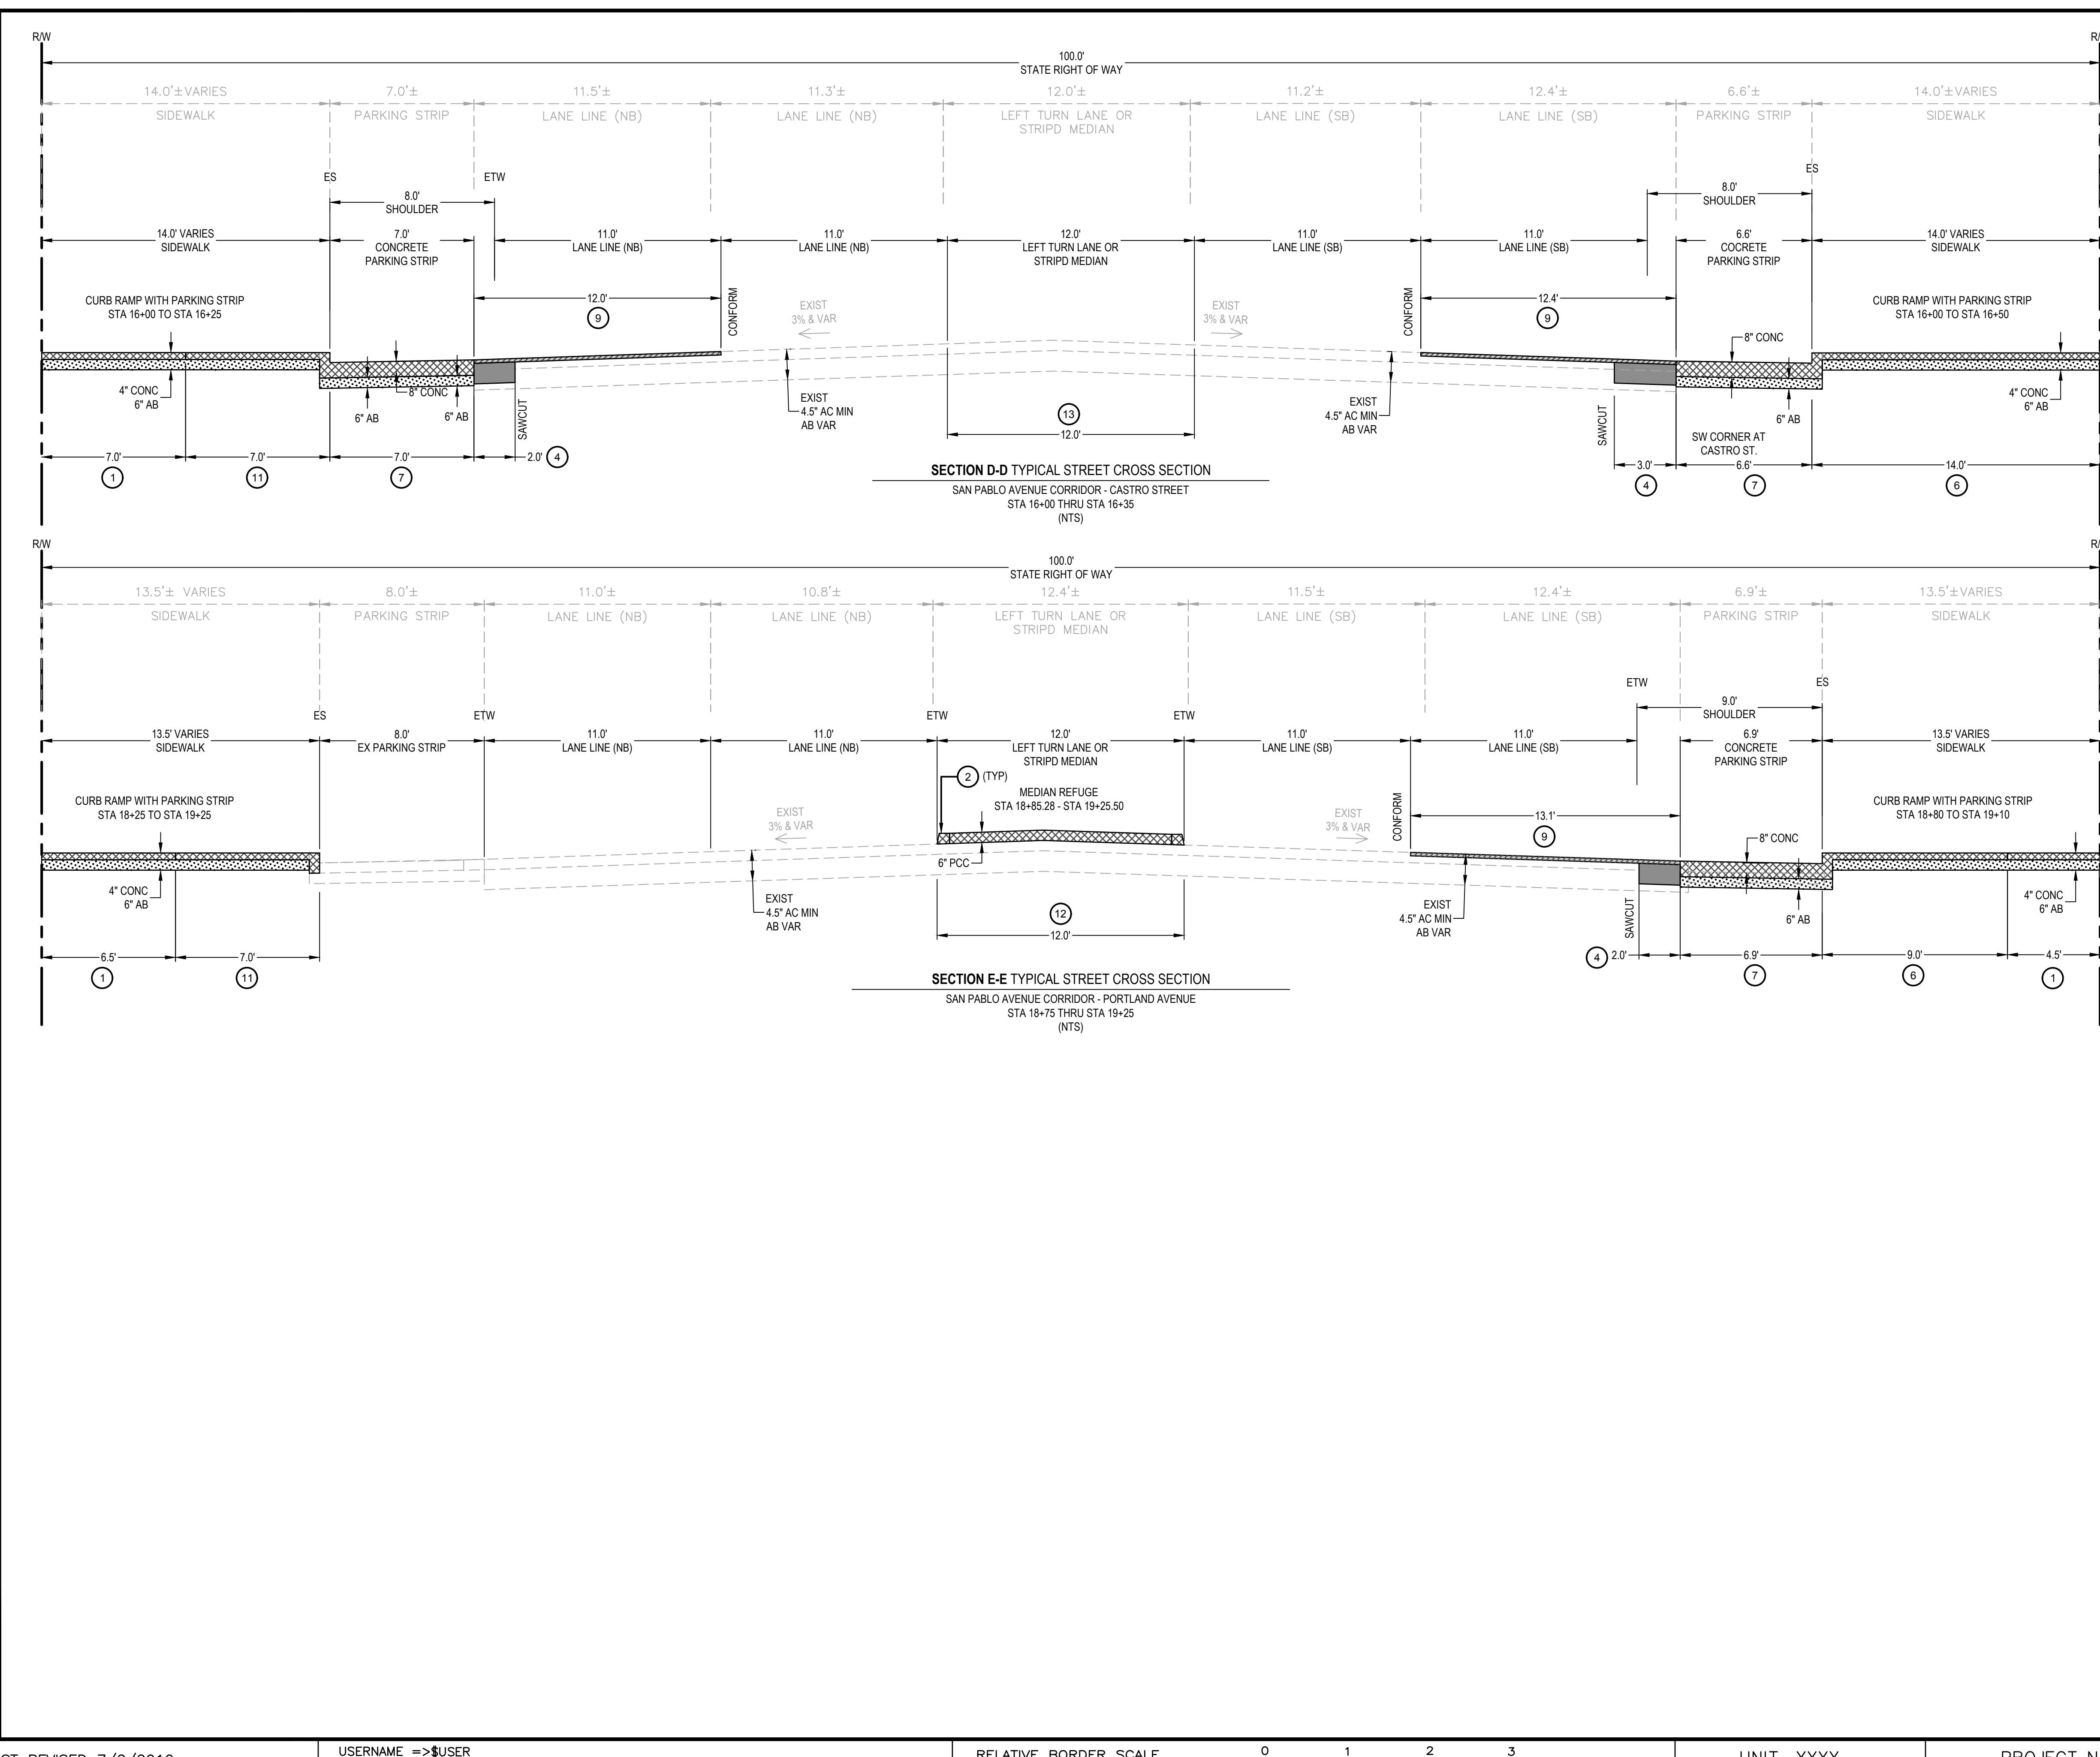 R/W
100.0'
STATE RIGHT OF WAY
14.0'±VARIES 7.0'± 11.5'± 11.3'± 12.0'± 11.2'± 12.4'± 6.6'± 14.0'±VARIES
SIDEWALK PARKING STRIP LANE LINE (NB) LANE LINE (NB) LEFT TURN LANE OR LANE LINE (SB) LANE LINE (SB) PARKING STRIP SIDEWALK
STRIPD MEDIAN
ES ETW ES
8.0' 8.0'
SHOULDER SHOULDER
14.0' VARIES 7.0' 11.0' 11.0' 12.0' 11.0' 11.0' 6.6' 14.0' VARIES
SIDEWALK CONCRETE LANE LINE (NB) LANE LINE (NB) LEFT TURN LANE OR LANE LINE (SB) LANE LINE (SB) COCRETE SIDEWALK
PARKING STRIP STRIPD MEDIAN PARKING STRIP
CURB RAMP WITH PARKING STRIP 12.0' CONFORM EXIST EXIST CONFORM 12.4' CURB RAMP WITH PARKING STRIP
STA 16+00 TO STA 16+25 9 3% & VAR 3% & VAR 9 STA 16+00 TO STA 16+50
8" CONC
4" CONC 8" CONC EXIST EXIST 4" CONC
6" AB 6" AB 6" AB SAWCUT 4.5" AC MIN 13 4.5" AC MIN SAWCUT 6" AB 6" AB
AB VAR 12.0' AB VAR
SW CORNER AT
CASTRO ST.
7.0' 7.0' 7.0' 2.0' 4 3.0' 6.6' 14.0'
1 11 7 4 7 6
SECTION D-D TYPICAL STREET CROSS SECTION
SAN PABLO AVENUE CORRIDOR - CASTRO STREET
STA 16+00 THRU STA 16+35
(NTS)
R/W
100.0'
STATE RIGHT OF WAY
13.5'± VARIES 8.0'± 11.0'± 10.8'± 12.4'± 11.5'± 12.4'± 6.9'± 13.5'±VARIES
SIDEWALK PARKING STRIP LANE LINE (NB) LANE LINE (NB) LEFT TURN LANE OR LANE LINE (SB) LANE LINE (SB) PARKING STRIP SIDEWALK
STRIPD MEDIAN
ETW ES
9.0'
SHOULDER
ES ETW ETW ETW
13.5' VARIES 8.0' 11.0' 11.0' 12.0' 11.0' 11.0' 6.9' 13.5' VARIES
SIDEWALK EX PARKING STRIP LANE LINE (NB) LANE LINE (NB) LEFT TURN LANE OR LANE LINE (SB) LANE LINE (SB) CONCRETE SIDEWALK
STRIPD MEDIAN PARKING STRIP
2 (TYP)
CURB RAMP WITH PARKING STRIP MEDIAN REFUGE CURB RAMP WITH PARKING STRIP
STA 18+25 TO STA 19+25 EXIST STA 18+85.28 - STA 19+25.50 EXIST CONFORM 13.1' STA 18+80 TO STA 19+10
3% & VAR 3% & VAR 9 8" CONC
6" PCC
4" CONC EXIST EXIST SAWCUT 4" CONC
6" AB 4.5" AC MIN 12 4.5" AC MIN 6" AB 6" AB
AB VAR 12.0' AB VAR
6.5' 7.0' 4 2.0' 6.9' 9.0' 4.5'
1 11 7 6 1
SECTION E-E TYPICAL STREET CROSS SECTION
SAN PABLO AVENUE CORRIDOR - PORTLAND AVENUE
STA 18+75 THRU STA 19+25
(NTS)
USERNAME =>$USER
RELATIVE BORDER SCALE 0 1 2 3
UNIT XXXX